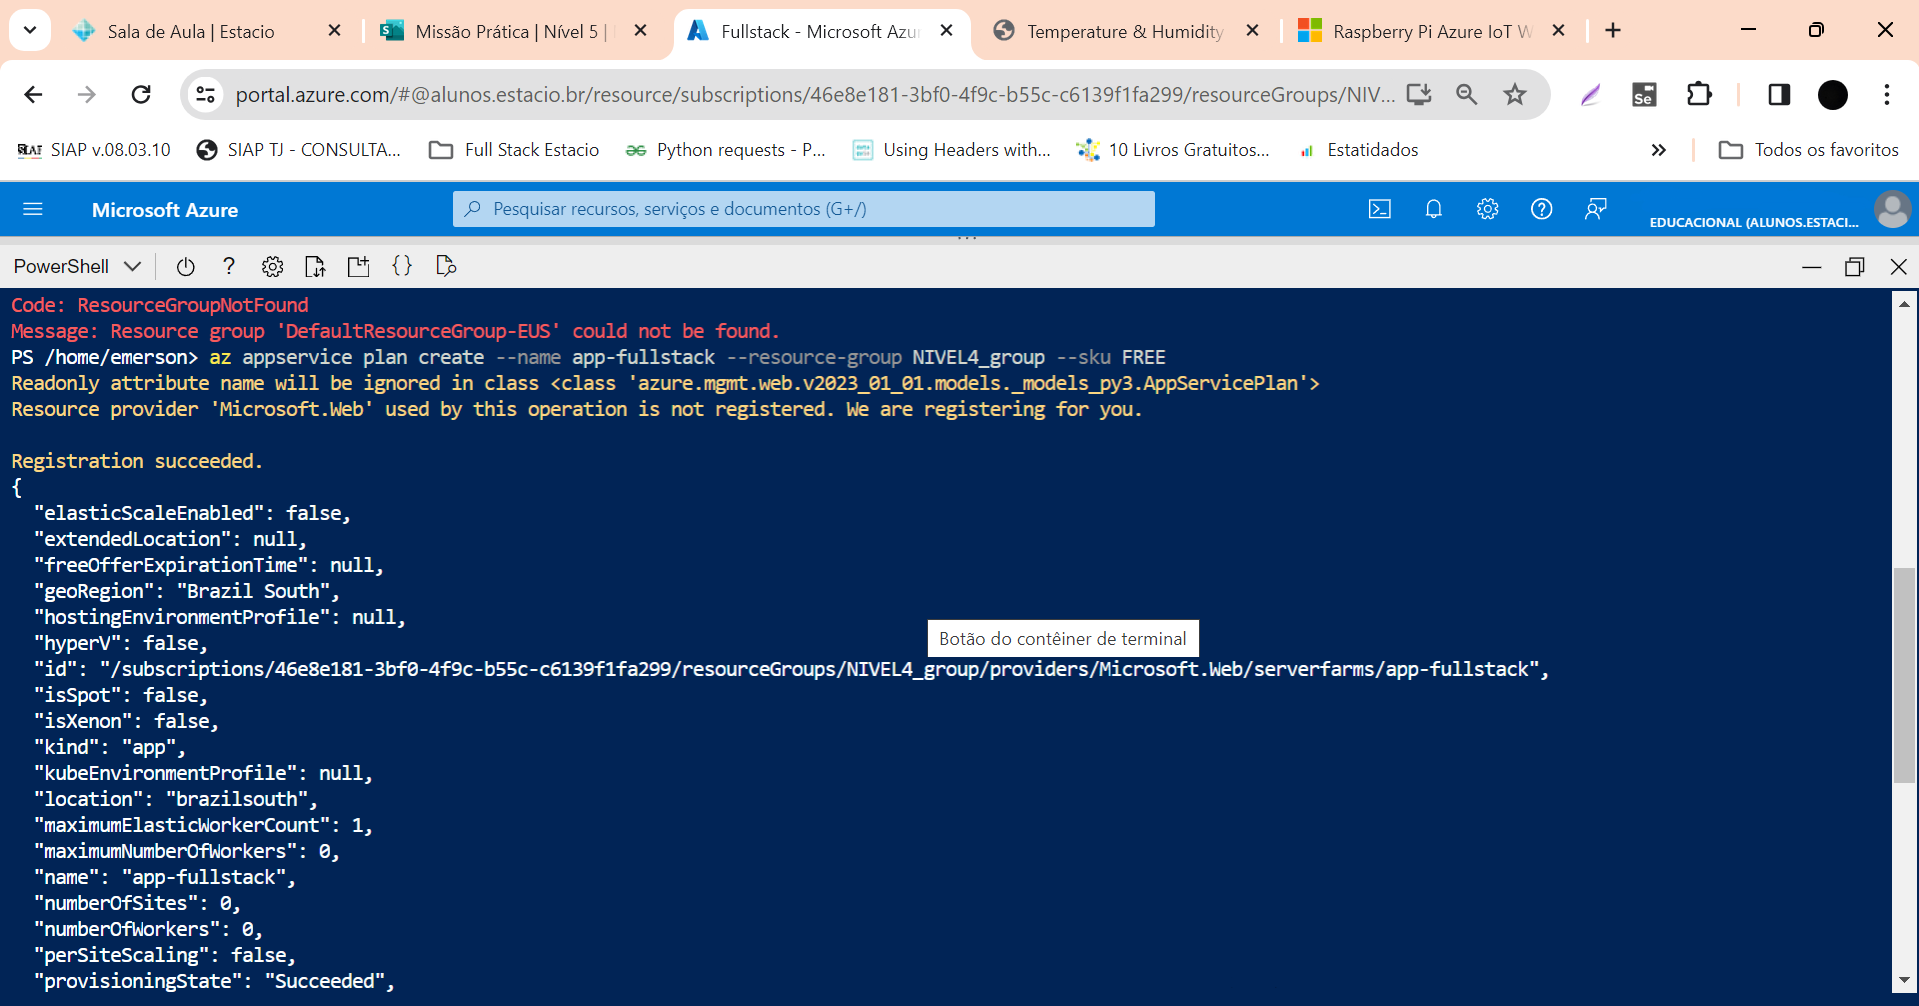 Sala de Aula | Estacio
Missão Prática | Nível 5 |
Fullstack - Microsoft Azu
Temperature & Humidity
Raspberry Pi Azure IoT W
portal.azure.com/#@alunos.estacio.br/resource/subscriptions/46e8e181-3bf0-4f9c-b55c-c6139f1fa299/resourceGroups/NIV...
Se
SIAP v.08.03.10
SIAP TJ - CONSULTA...
Full Stack Estacio
Python requests - P...
Using Headers with...
10 Livros Gratuitos...
Estatidados
Todos os favoritos
Microsoft Azure
Pesquisar recursos, serviços e documentos (G+/)
EDUCACIONAL (ALUNOS.ESTACI...
PowerShell
Code: ResourceGroupNotFound
Message: Resource group 'DefaultResourceGroup-EUS' could not be found.
PS /home/emerson> az appservice plan create --name app-fullstack --resource-group NIVEL4_group --sku FREE
Readonly attribute name will be ignored in class <class 'azure.mgmt.web.v2023_01_01.models._models_py3.AppServicePlan'>
Resource provider 'Microsoft.Web' used by this operation is not registered. We are registering for you.
Registration succeeded.
{
"elasticScaleEnabled": false,
"extendedLocation": null,
"freeOfferExpirationTime": null,
"geoRegion": "Brazil South",
"hostingEnvironmentProfile": null,
"hyperV": false,
Botão do contêiner de terminal
"id": "/subscriptions/46e8e181-3bf0-4f9c-b55c-c6139f1fa299/resourceGroups/NIVEL4_group/providers/Microsoft.Web/serverfarms/app-fullstack",
"isSpot": false,
"isXenon": false,
"kind": "app",
"kubeEnvironmentProfile": null,
"location": "brazilsouth",
"maximumElasticWorkerCount": 1,
"maximumNumberOfWorkers": 0,
"name": "app-fullstack",
"numberOfSites": 0,
"numberOfWorkers": 0,
"perSiteScaling": false,
"provisioningState": "Succeeded",